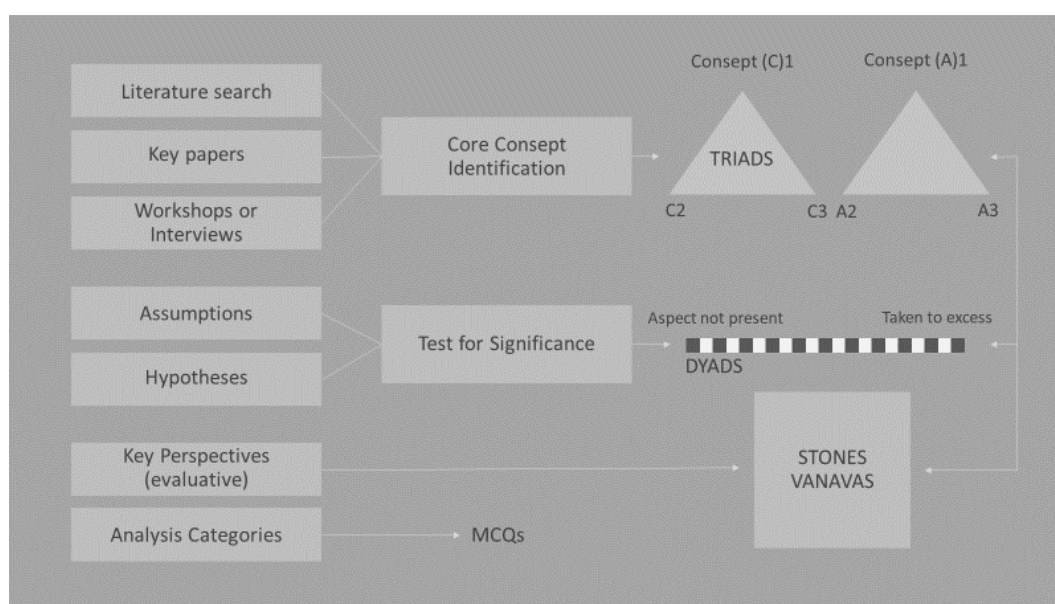 Literature search
Key papers
Workshops or
Interviews
Core Concept
Identification
Consept (C)1
Consept (A)1
TRIADS
C2
C3
A2
A3
Assumptions
Hypotheses
Test for Significance
Aspect not present
Taken to excess
DYADS
Key Perspectives
(evaluative)
STONES
VANAVAS
Analysis Categories
MCQs